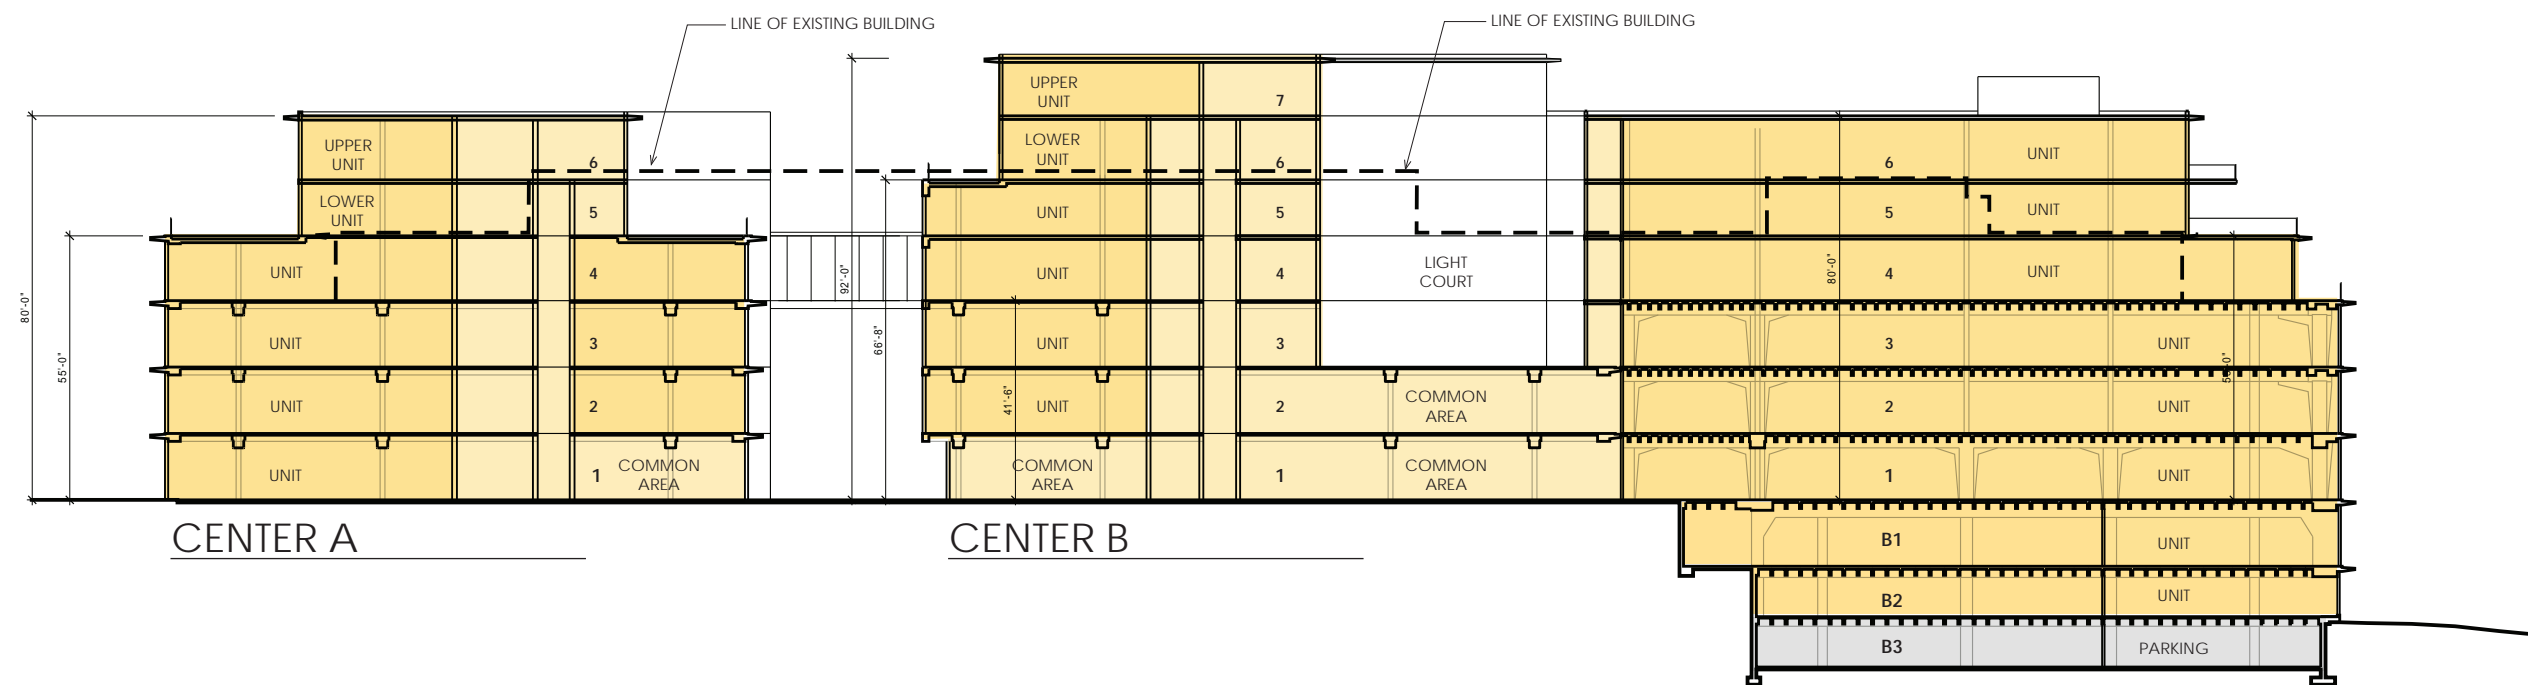 LINE OF EXISTING BUILDING
LINE OF EXISTING BUILDING
UPPER
UNIT
LOWER
UNIT
UNIT
UNIT
UNIT
UNIT
6
5
4
3
2
1
COMMON
AREA
80'-0"
55'-0"
CENTER A
92'-0"
66'-8"
41'-6"
UPPER
UNIT
LOWER
UNIT
UNIT
UNIT
UNIT
UNIT
COMMON
AREA
7
6
5
4
3
2
1
LIGHT
COURT
COMMON
AREA
COMMON
AREA
CENTER B
80'-0"
6
5
4
3
2
1
B1
B2
B3
UNIT
UNIT
UNIT
UNIT
UNIT
UNIT
UNIT
UNIT
PARKING